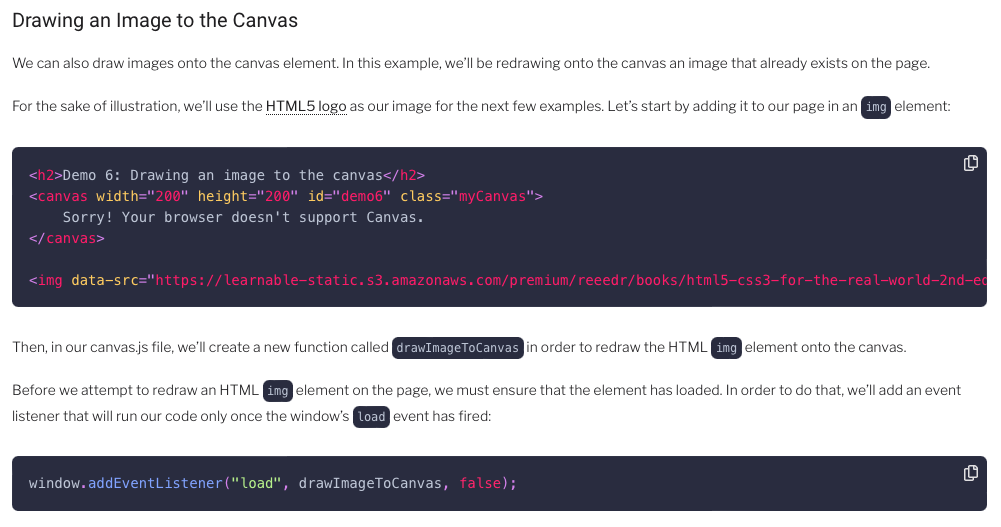 Drawing an Image to the Canvas
We can also draw images onto the canvas element. In this example, we’ll be redrawing onto the canvas an image that already exists on the page.
For the sake of illustration, we’ll use the HTML5 logo as our image for the next few examples. Let’s start by adding it to our page in an img element:
<h2>Demo 6: Drawing an image to the canvas</h2>
<canvas width="200" height="200" id="demo6" class="myCanvas">
    Sorry! Your browser doesn't support Canvas.
</canvas>
<img data-src="https://learnable-static.s3.amazonaws.com/premium/reeedr/books/html5-css3-for-the-real-world-2nd-ed
Then, in our canvas.js file, we’ll create a new function called drawImageToCanvas in order to redraw the HTML img element onto the canvas.
Before we attempt to redraw an HTML img element on the page, we must ensure that the element has loaded. In order to do that, we’ll add an event
listener that will run our code only once the window’s load event has fired:
window.addEventListener("load", drawImageToCanvas, false);